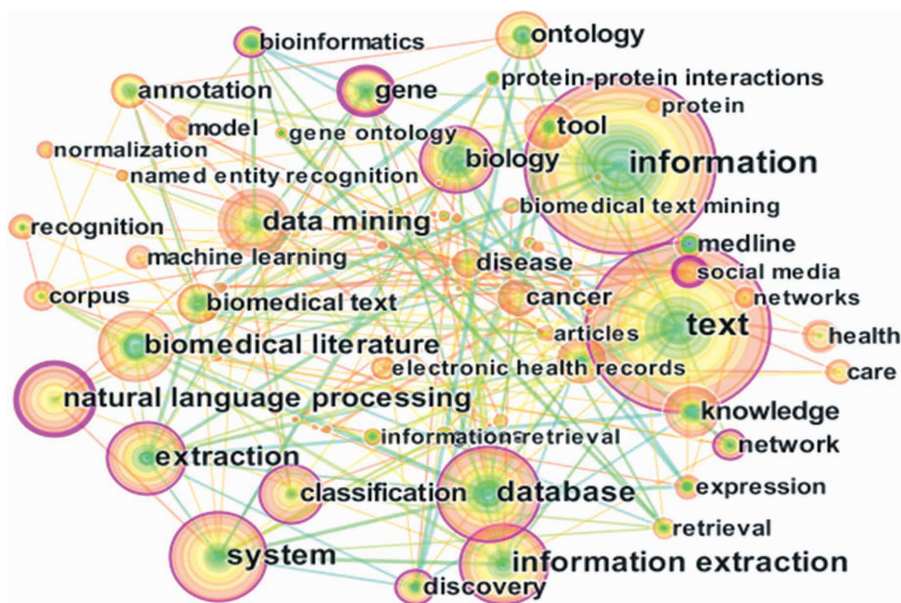 ontology
bioinformatics
protein-protein interactions
annotation
gene
protein
model
gene ontology
tool
normalization
biology
information
named entity recognition
biomedical text mining
recognition
data mining
medline
machine learning
disease
social media
corpus
biomedical text
cancer
networks
text
articles
health
biomedical literature
electronic health records
care
natural language processing
knowledge
information retrieval
network
extraction
classification
database
expression
retrieval
system
information extraction
discovery